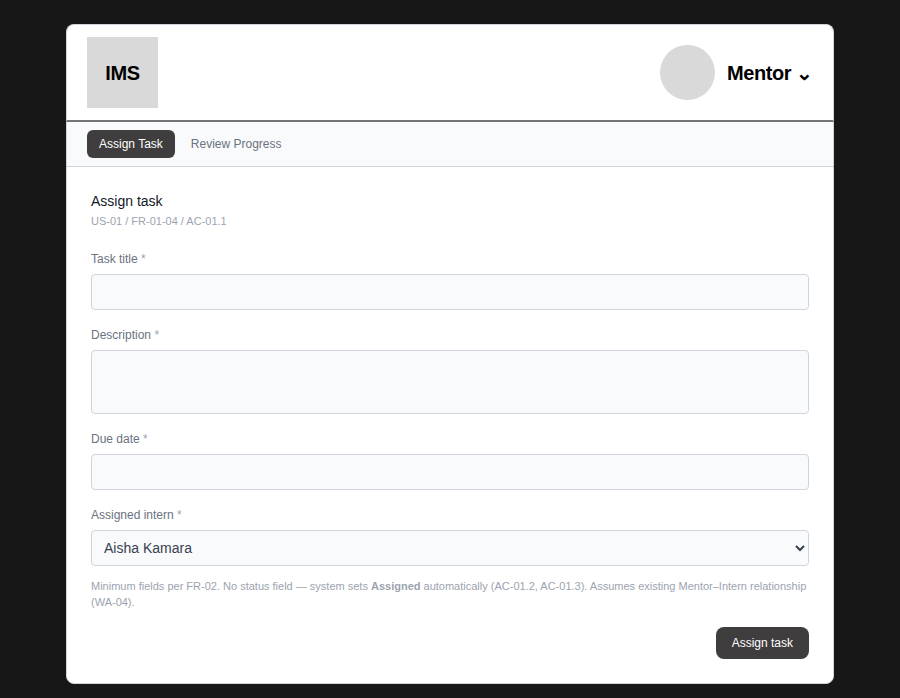 IMS
Mentor
Assign Task
Review Progress
Assign task
US-01 / FR-01-04 / AC-01.1
Task title *
Description *
Due date *
Assigned intern *
Aisha Kamara
Minimum fields per FR-02. No status field — system sets Assigned automatically (AC-01.2, AC-01.3). Assumes existing Mentor–Intern relationship
(WA-04).
Assign task